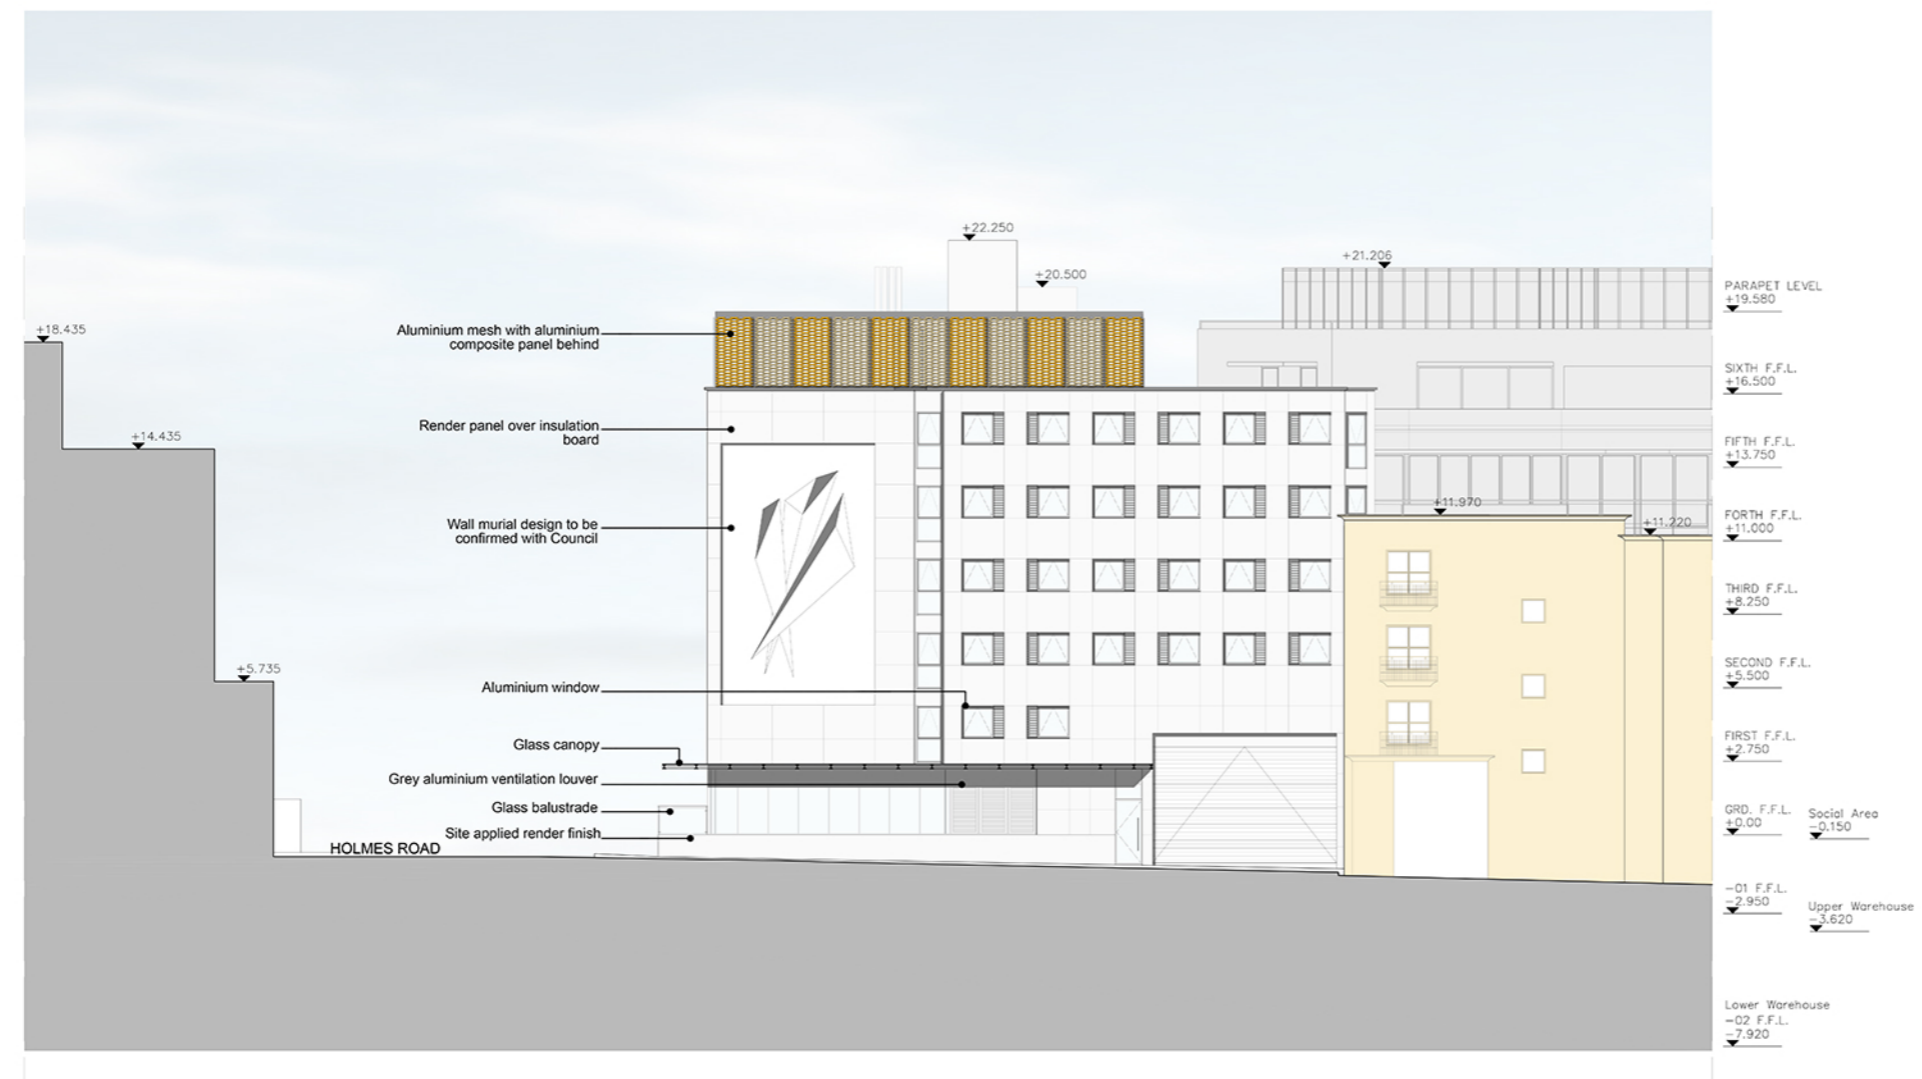 +22.250
+21.206
+20.500
PARAPET LEVEL
+19.580
+18.435
Aluminium mesh with aluminium
composite panel behind
SIXTH F.F.L.
+16.500
Render panel over insulation
board
+14.435
FIFTH F.F.L.
+13.750
+11.970
FORTH F.F.L.
+11.000
+11.220
Wall murial design to be
confirmed with Council
THIRD F.F.L.
+8.250
+5.735
SECOND F.F.L.
+5.500
Aluminium window
FIRST F.F.L.
+2.750
Glass canopy
Grey aluminium ventilation louver
Glass balustrade
Site applied render finish
HOLMES ROAD
GRD. F.F.L.
+0.00
Social Area
-0.150
-01 F.F.L.
-2.950
Upper Warehouse
-3.620
Lower Warehouse
-02 F.F.L.
-7.920